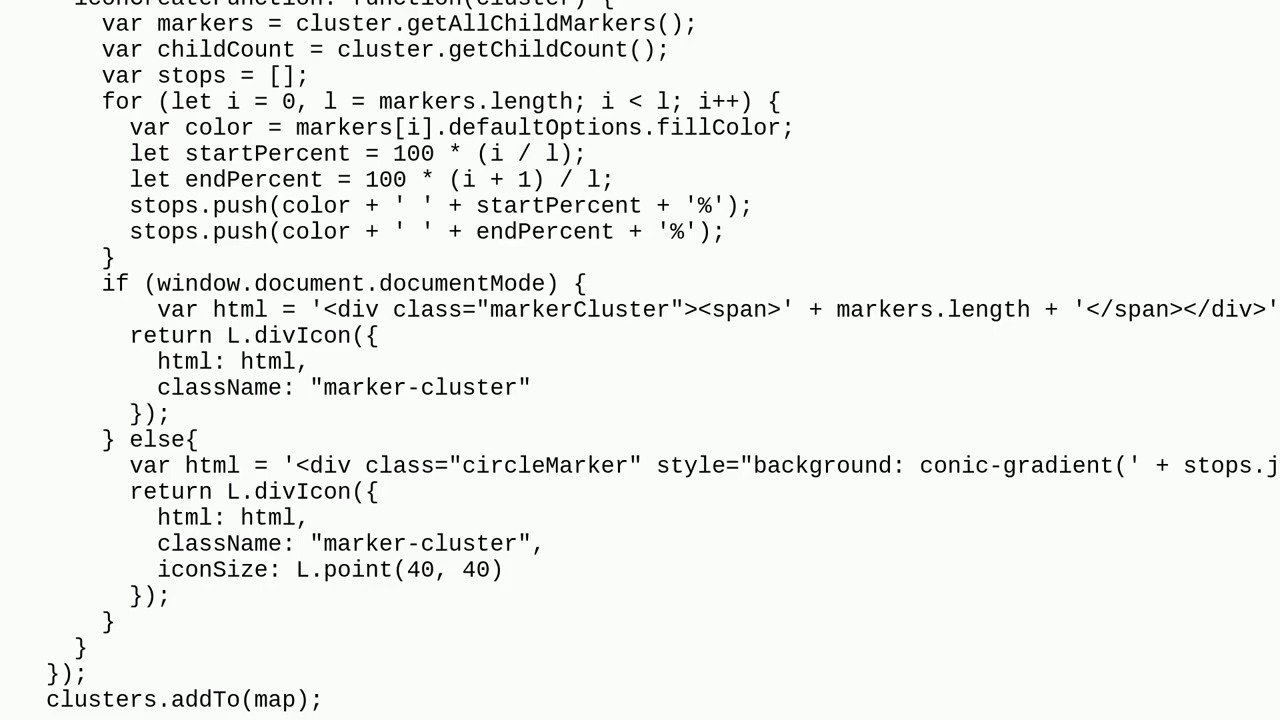 iconCreateFunction: function(cluster) {
var markers = cluster.getAllChildMarkers();
var childCount = cluster.getChildCount();
var stops = [];
for (let i = 0, l = markers.length; i < l; i++) {
var color = markers[i].defaultOptions.fillColor;
let startPercent = 100 * (i / l);
let endPercent = 100 * (i + 1) / l;
stops.push(color + ' ' + startPercent + '%');
stops.push(color + ' ' + endPercent + '%');
}
if (window.document.documentMode) {
var html = '<div class="markerCluster"><span>' + markers.length + '</span></div>'
return L.divIcon({
html: html,
className: "marker-cluster"
});
} else{
var html = '<div class="circleMarker" style="background: conic-gradient(' + stops.j
return L.divIcon({
html: html,
className: "marker-cluster",
iconSize: L.point(40, 40)
});
}
}
});
clusters.addTo(map);